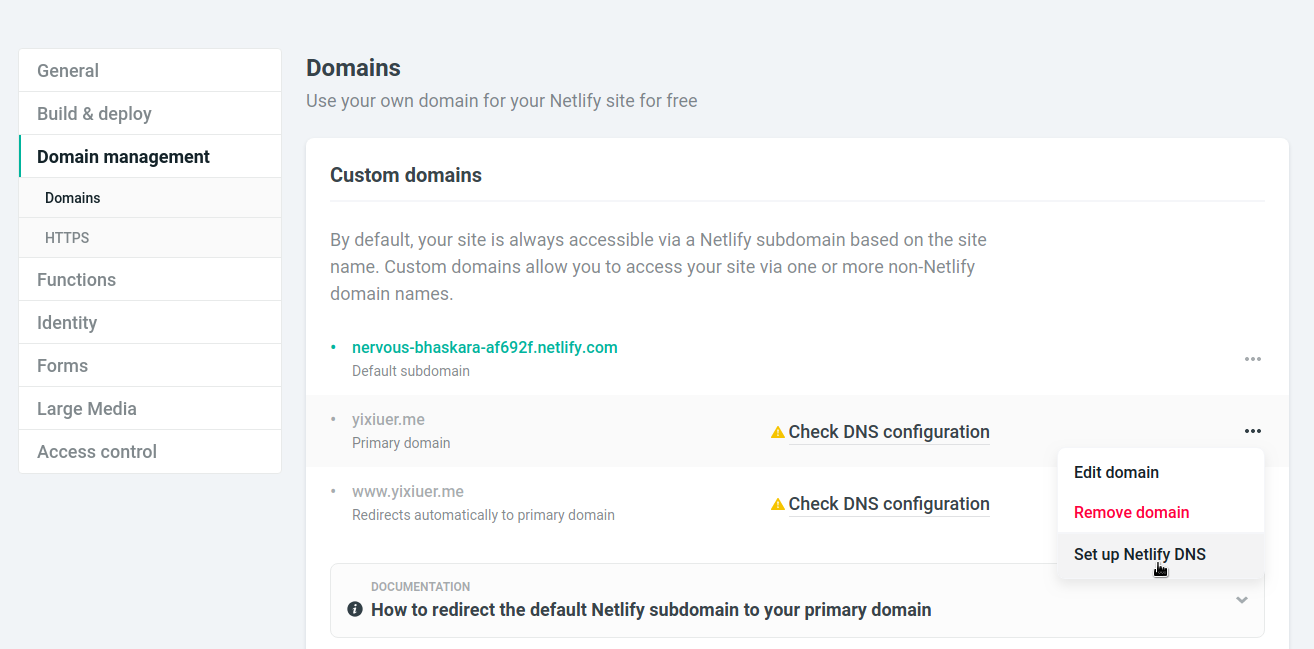 General
Build & deploy
Domain management
Domains
HTTPS
Functions
Identity
Forms
Large Media
Access control
Domains
Use your own domain for your Netlify site for free
Custom domains
By default, your site is always accessible via a Netlify subdomain based on the site
name. Custom domains allow you to access your site via one or more non-Netlify
domain names.
nervous-bhaskara-af692f.netlify.com
Default subdomain
yixiuer.me
Primary domain
Check DNS configuration
www.yixiuer.me
Redirects automatically to primary domain
Check DNS configuration
Edit domain
Remove domain
Set up Netlify DNS
DOCUMENTATION
How to redirect the default Netlify subdomain to your primary domain